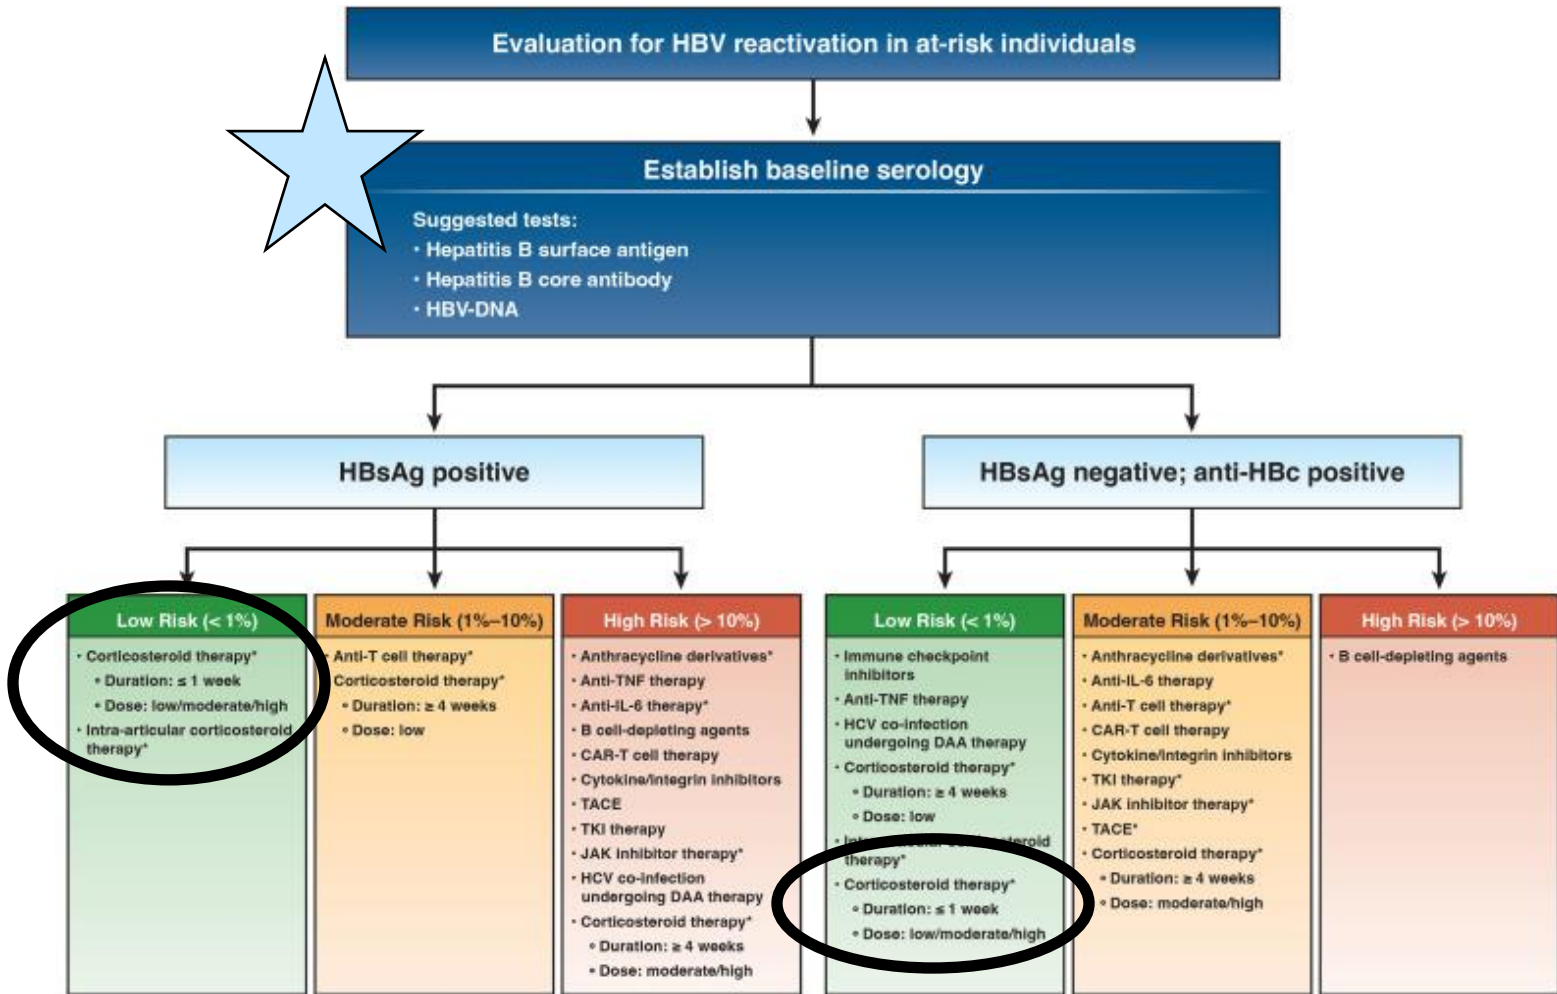 Evaluation for HBV reactivation in at-risk individuals
Establish baseline serology
Suggested tests:
· Hepatitis B surface antigen
· Hepatitis B core antibody
· HBV-DNA
HBsAg positive
HBsAg negative; anti-HBc positive
Low Risk (< 1%)
· Corticosteroid therapy*
∘ Duration: ≤ 1 week
∘ Dose: low/moderate/high
· Intra-articular corticosteroid
therapy*
Moderate Risk (1%–10%)
Anti-T cell therapy*
Corticosteroid therapy*
∘ Duration: ≥ 4 weeks
∘ Dose: low
High Risk (> 10%)
· Anthracycline derivatives*
· Anti-TNF therapy
· Anti-IL-6 therapy*
· B cell-depleting agents
· CAR-T cell therapy
· Cytokine/integrin inhibitors
· TACE
· TKI therapy
· JAK inhibitor therapy*
· HCV co-infection
undergoing DAA therapy
· Corticosteroid therapy*
∘ Duration: ≥ 4 weeks
∘ Dose: moderate/high
Low Risk (< 1%)
· Immune checkpoint
inhibitors
· Anti-TNF therapy
· HCV co-infection
undergoing DAA therapy
· Corticosteroid therapy*
∘ Duration: ≥ 4 weeks
∘ Dose: low
therapy*
· Corticosteroid therapy*
∘ Duration: ≤ 1 week
∘ Dose: low/moderate/high
Moderate Risk (1%–10%)
· Anthracycline derivatives*
· Anti-IL-6 therapy
· Anti-T cell therapy*
· CAR-T cell therapy
· Cytokine/integrin inhibitors
· TKI therapy*
· JAK inhibitor therapy*
· TACE*
· Corticosteroid therapy*
∘ Duration: ≥ 4 weeks
∘ Dose: moderate/high
High Risk (> 10%)
· B cell-depleting agents